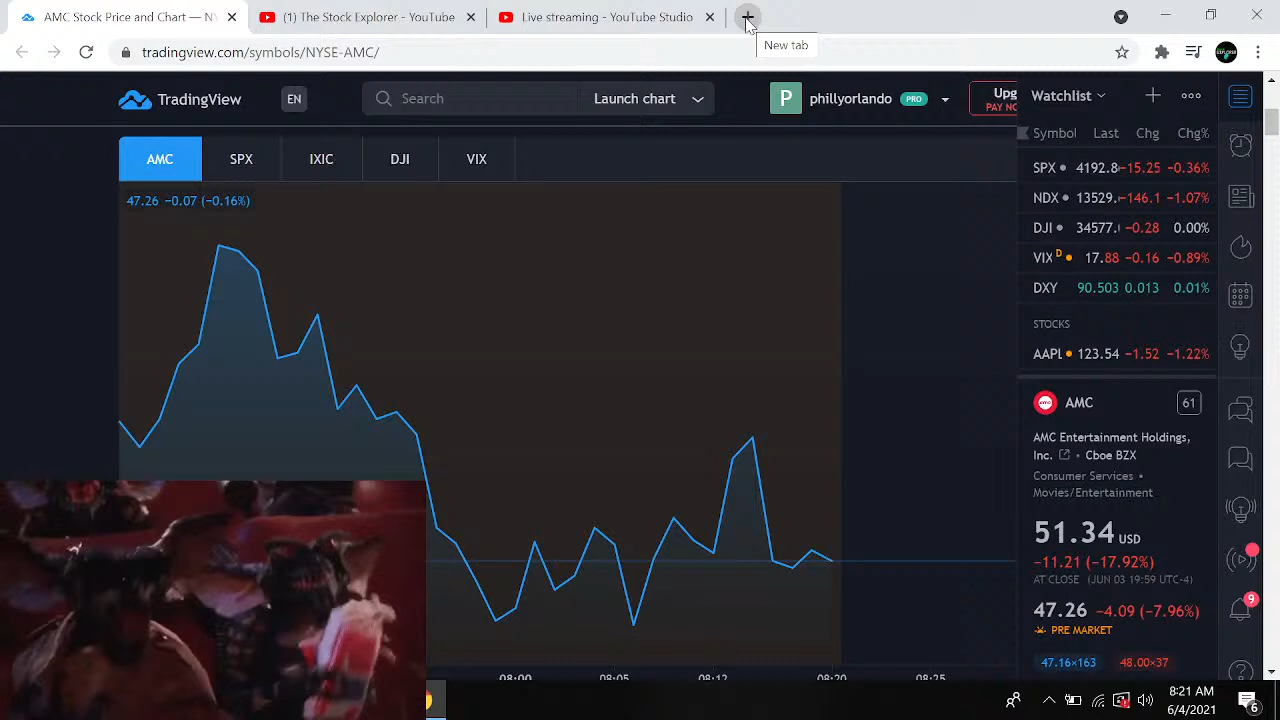 AMC Stock Price and Chart — NY
(1) The Stock Explorer - YouTube
Live streaming - YouTube Studio
New tab
tradingview.com/symbols/NYSE-AMC/
TradingView
EN
Search
Launch chart
P
phillyorlando
PRO
Upg
PAY NO
Watchlist
Symbol Last Chg Chg%
AMC
SPX
IXIC
DJI
VIX
47.26 −0.07 (−0.16%)
SPX 4192.8 −15.25 −0.36%
NDX 13529. −146.1 −1.07%
DJI 34577. −0.28 0.00%
VIX D 17.88 −0.16 −0.89%
DXY 90.503 0.013 0.01%
STOCKS
AAPL 123.54 −1.52 −1.22%
amc
AMC
61
AMC Entertainment Holdings,
Inc. • Cboe BZX
Consumer Services •
Movies/Entertainment
51.34 USD
−11.21 (−17.92%)
AT CLOSE (JUN 03 19:59 UTC-4)
47.26 −4.09 (−7.96%)
PRE MARKET
47.16×163 48.00×37
9
08:00 08:05 08:12 08:20 08:25
8:21 AM
6/4/2021
6